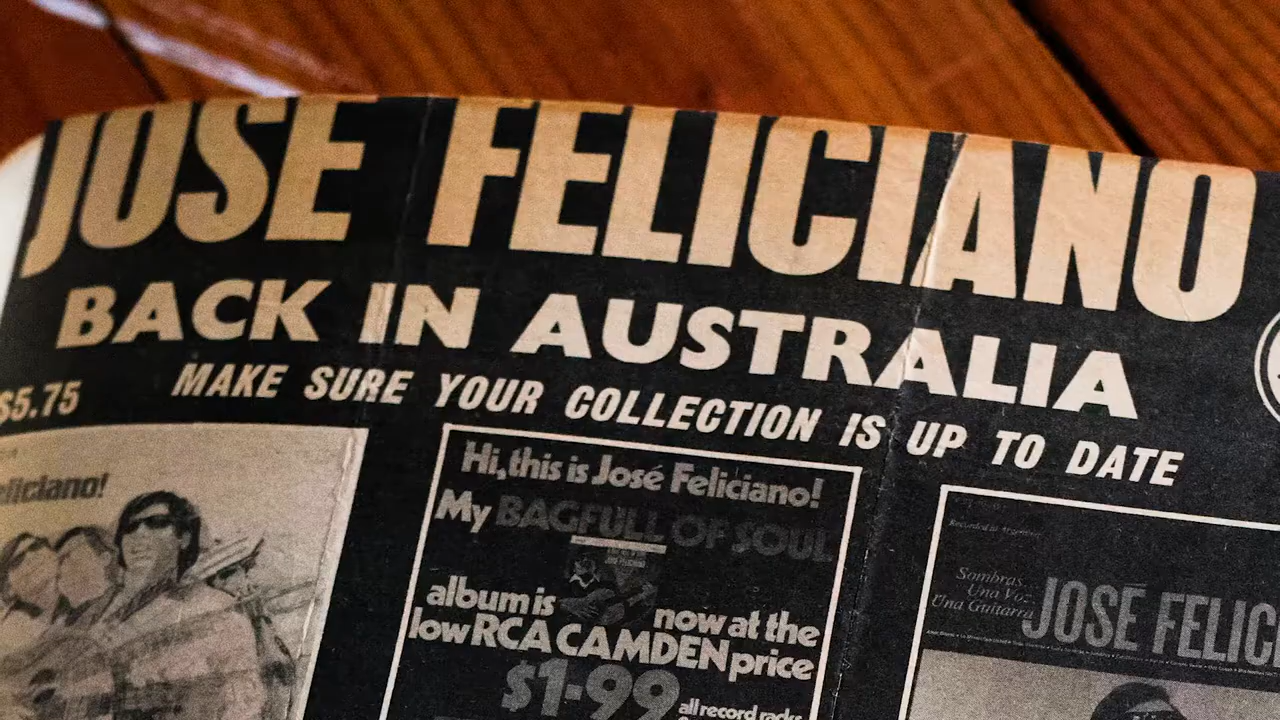 JOSÉ FELICIANO
BACK IN AUSTRALIA
MAKE SURE YOUR COLLECTION IS UP TO DATE
$5.75
eliciano!
Hi, this is José Feliciano!
My BAGFULL OF SOUL
album is
now at the
low RCA CAMDEN price
$1-99
all record racks
Sombras...
Una Voz,
Una Guitarra
JOSÉ FELIC